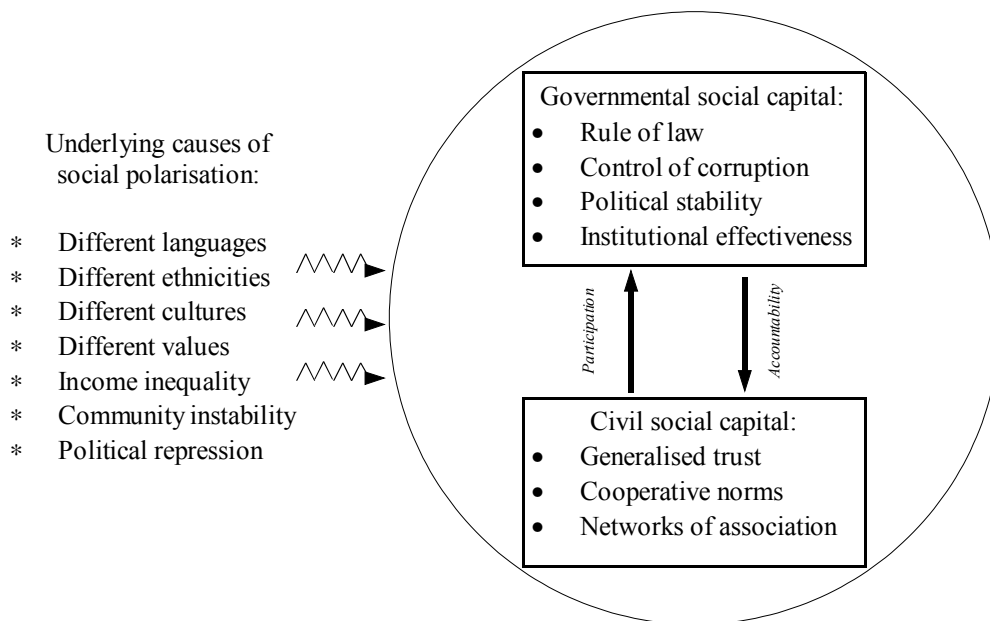 Underlying causes of
social polarisation:
* Different languages
* Different ethnicities
* Different cultures
* Different values
* Income inequality
* Community instability
* Political repression
Governmental social capital:
• Rule of law
• Control of corruption
• Political stability
• Institutional effectiveness
Participation
Accountability
Civil social capital:
• Generalised trust
• Cooperative norms
• Networks of association